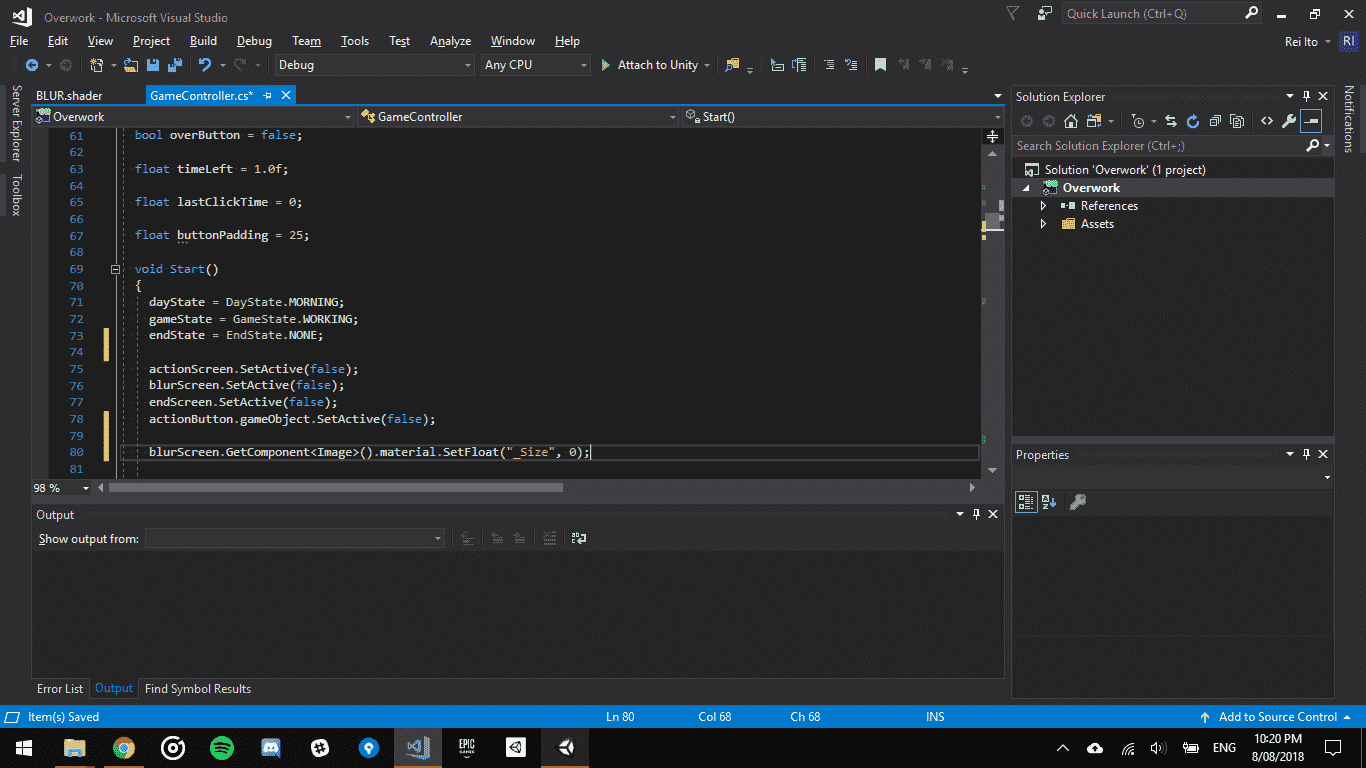 Overwork - Microsoft Visual Studio
Quick Launch (Ctrl+Q)
File Edit View Project Build Debug Team Tools Test Analyze Window Help
Rei Ito RI
Debug Any CPU Attach to Unity
Server Explorer
Toolbox
BLUR.shader GameController.cs*
Overwork GameController Start()
61 bool overButton = false;
62
63 float timeLeft = 1.0f;
64
65 float lastClickTime = 0;
66
67 float buttonPadding = 25;
68
69 void Start()
70 {
71 dayState = DayState.MORNING;
72 gameState = GameState.WORKING;
73 endState = EndState.NONE;
74
75 actionScreen.SetActive(false);
76 blurScreen.SetActive(false);
77 endScreen.SetActive(false);
78 actionButton.gameObject.SetActive(false);
79
80 blurScreen.GetComponent<Image>().material.SetFloat("_Size", 0);
81
98 %
Output
Show output from:
Error List Output Find Symbol Results
Solution Explorer
Search Solution Explorer (Ctrl+;)
Solution 'Overwork' (1 project)
Overwork
References
Assets
Properties
Notifications
Item(s) Saved Ln 80 Col 68 Ch 68 INS Add to Source Control
EPIC
GAMES
ENG
10:20 PM
8/08/2018